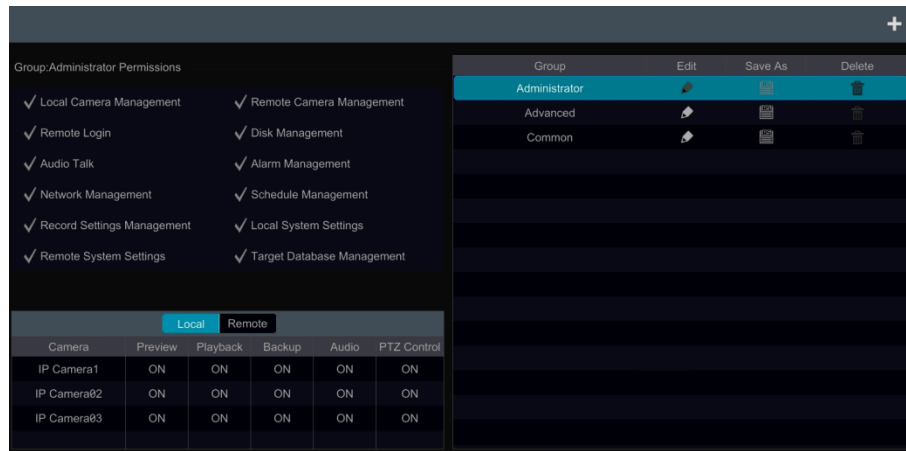 +
Group:Administrator Permissions
Local Camera Management Remote Camera Management
Remote Login Disk Management
Audio Talk Alarm Management
Network Management Schedule Management
Record Settings Management Local System Settings
Remote System Settings Target Database Management
Local Remote
Camera Preview Playback Backup Audio PTZ Control
IP Camera1 ON ON ON ON ON
IP Camera02 ON ON ON ON ON
IP Camera03 ON ON ON ON ON
Group Edit Save As Delete
Administrator
Advanced
Common